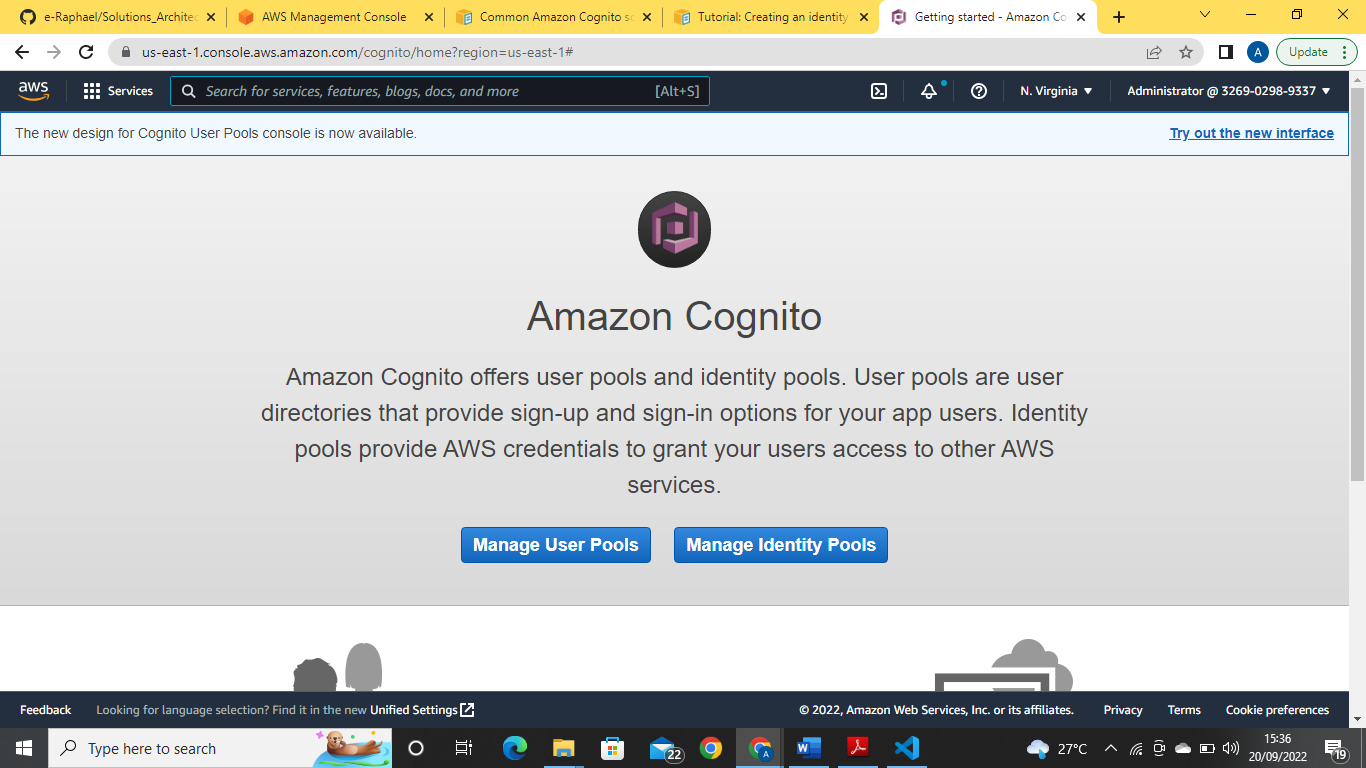 e-Raphael/Solutions_Architec
AWS Management Console
Common Amazon Cognito sc
Tutorial: Creating an identity
Getting started - Amazon Co
us-east-1.console.aws.amazon.com/cognito/home?region=us-east-1#
A
Update
aws
Services
Search for services, features, blogs, docs, and more
[Alt+S]
N. Virginia
Administrator @ 3269-0298-9337
The new design for Cognito User Pools console is now available.
Try out the new interface
Amazon Cognito
Amazon Cognito offers user pools and identity pools. User pools are user
directories that provide sign-up and sign-in options for your app users. Identity
pools provide AWS credentials to grant your users access to other AWS
services.
Manage User Pools
Manage Identity Pools
Feedback
Looking for language selection? Find it in the new Unified Settings
© 2022, Amazon Web Services, Inc. or its affiliates.
Privacy
Terms
Cookie preferences
Type here to search
22
A
27°C
15:36
20/09/2022
19